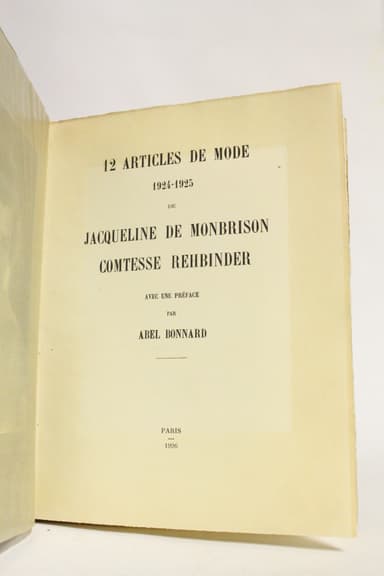 12 ARTICLES DE MODE
1924-1925
DE
JACQUELINE DE MONBRISON
COMTESSE REHBINDER
AVEC UNE PRÉFACE
PAR
ABEL BONNARD
PARIS
1926